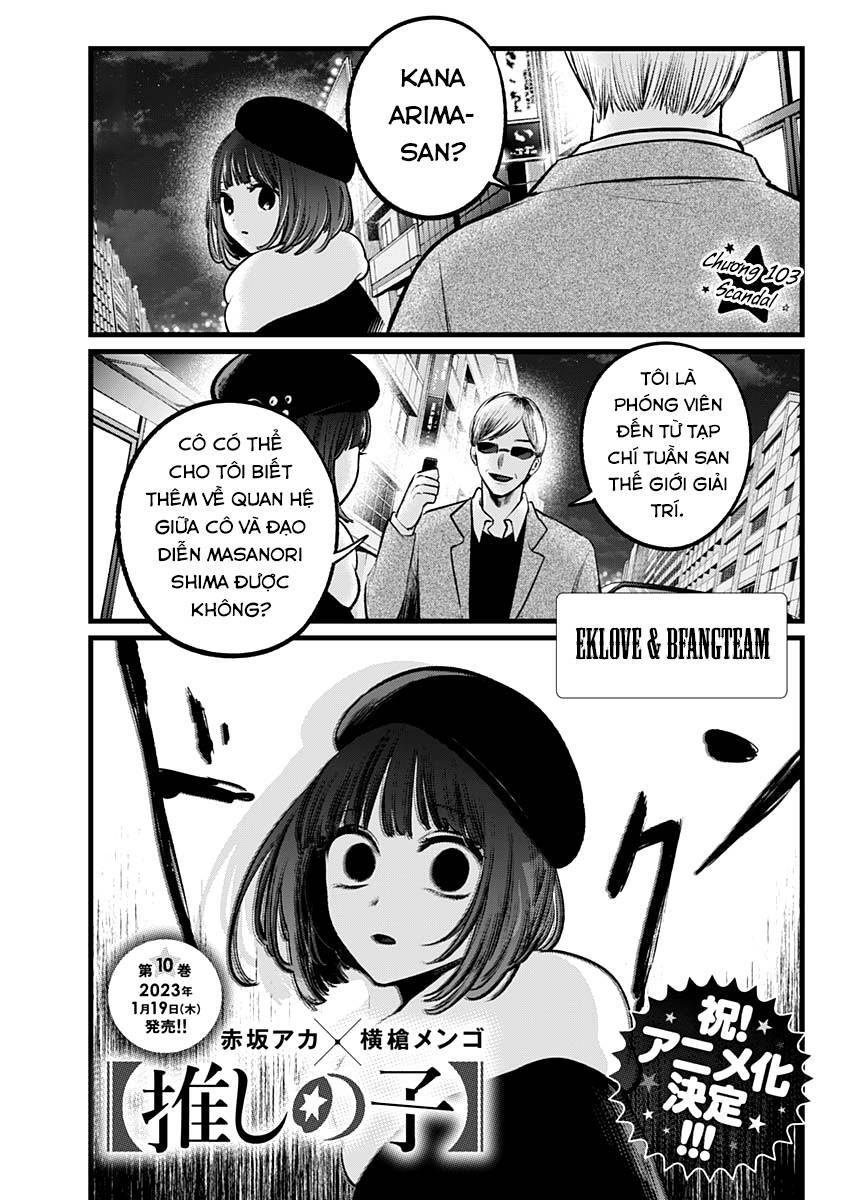 KANA
ARIMA-
SAN?
Chương 103
Scandal
TÔI LÀ
PHÓNG VIÊN
ĐẾN TỪ TẠP
CHÍ TUẦN SAN
THẾ GIỚI GIẢI
TRÍ.
CÔ CÓ THỂ
CHO TÔI BIẾT
THÊM VỀ QUAN HỆ
GIỮA CÔ VÀ ĐẠO
DIỄN MASANORI
SHIMA ĐƯỢC
KHÔNG?
EKLOVE & BFANGTEAM
第10巻
2023年
1月19日(木)
発売!!
赤坂アカ×横槍メンゴ
【推しの子】
祝!
アニメ化
決定
!!!